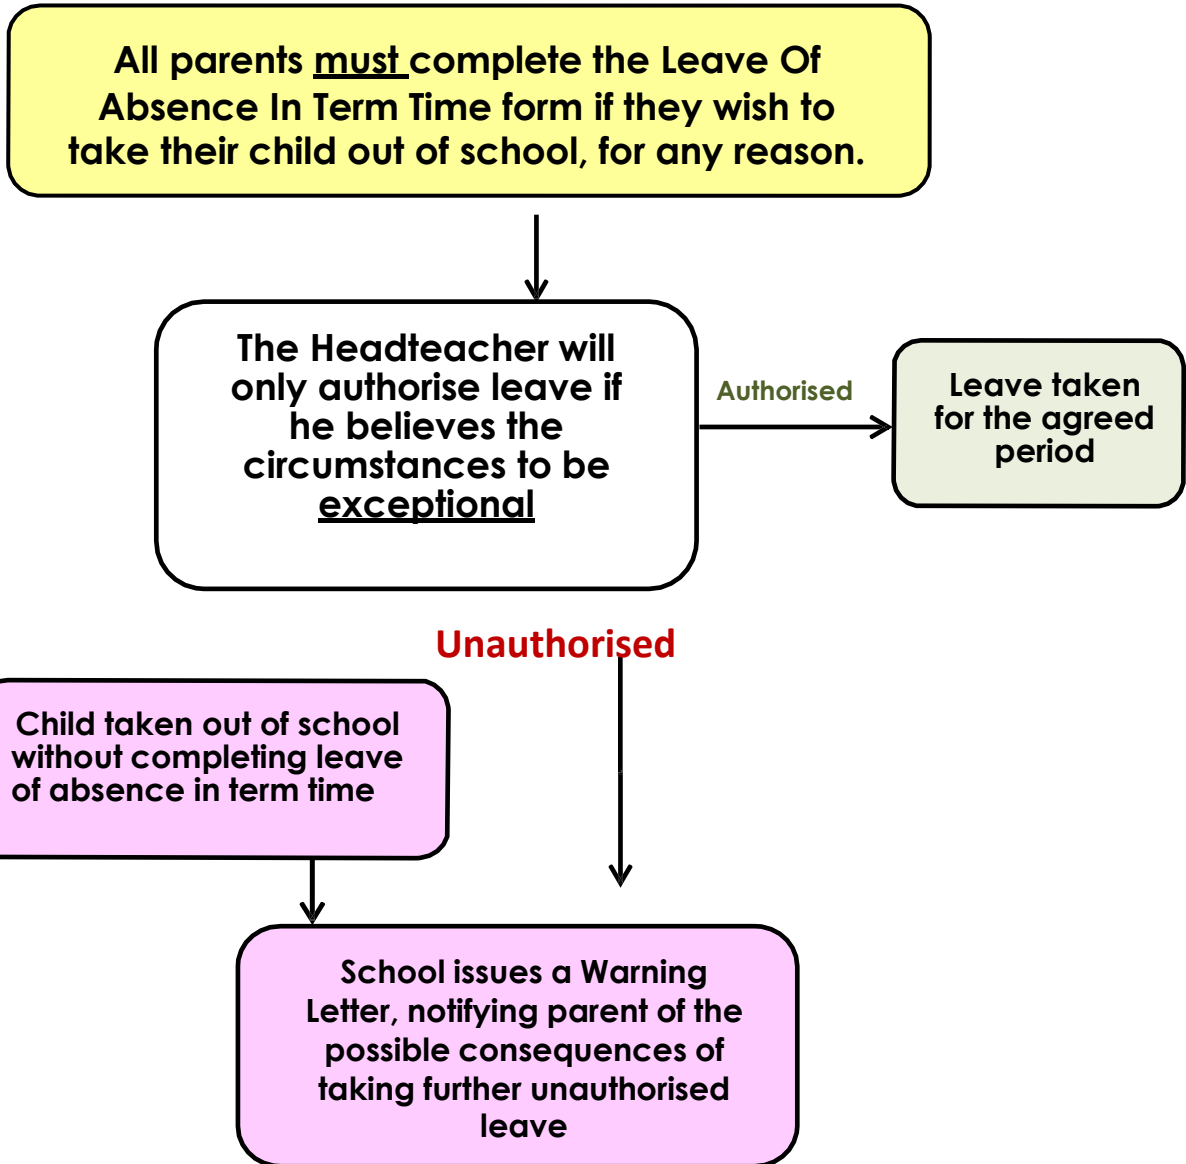 All parents must complete the Leave Of
Absence In Term Time form if they wish to
take their child out of school, for any reason.
The Headteacher will
only authorise leave if
he believes the
circumstances to be
exceptional
Authorised
Leave taken
for the agreed
period
Unauthorised
Child taken out of school
without completing leave
of absence in term time
School issues a Warning
Letter, notifying parent of the
possible consequences of
taking further unauthorised
leave